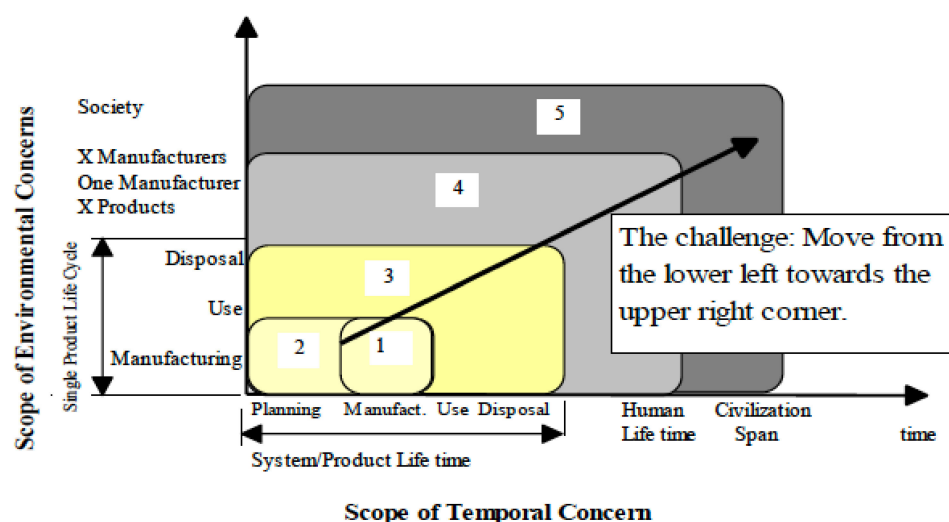 Society
5
X Manufacturers
One Manufacturer
X Products
4
The challenge: Move from
the lower left towards the
upper right corner.
Scope of Environmental Concerns
Single Product Life Cycle
Disposal
3
Use
2
1
Manufacturing
Planning Manufact. Use Disposal
Human
Life time
Civilization
Span
time
System/Product Life time
Scope of Temporal Concern